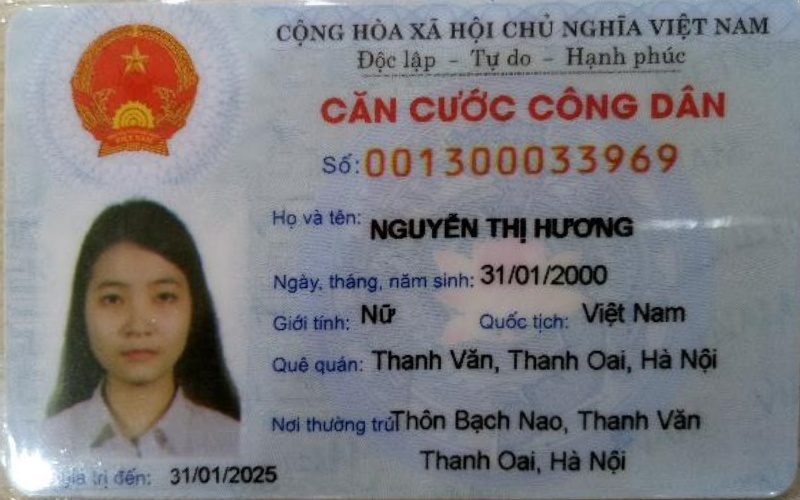 CỘNG HÒA XÃ HỘI CHỦ NGHĨA VIỆT NAM
Độc lập - Tự do - Hạnh phúc
CĂN CƯỚC CÔNG DÂN
Số: 001300033969
Họ và tên: NGUYỄN THỊ HƯƠNG
Ngày, tháng, năm sinh: 31/01/2000
Giới tính: Nữ Quốc tịch: Việt Nam
Quê quán: Thanh Văn, Thanh Oai, Hà Nội
Nơi thường trú Thôn Bạch Nao, Thanh Văn
Thanh Oai, Hà Nội
trị đến: 31/01/2025